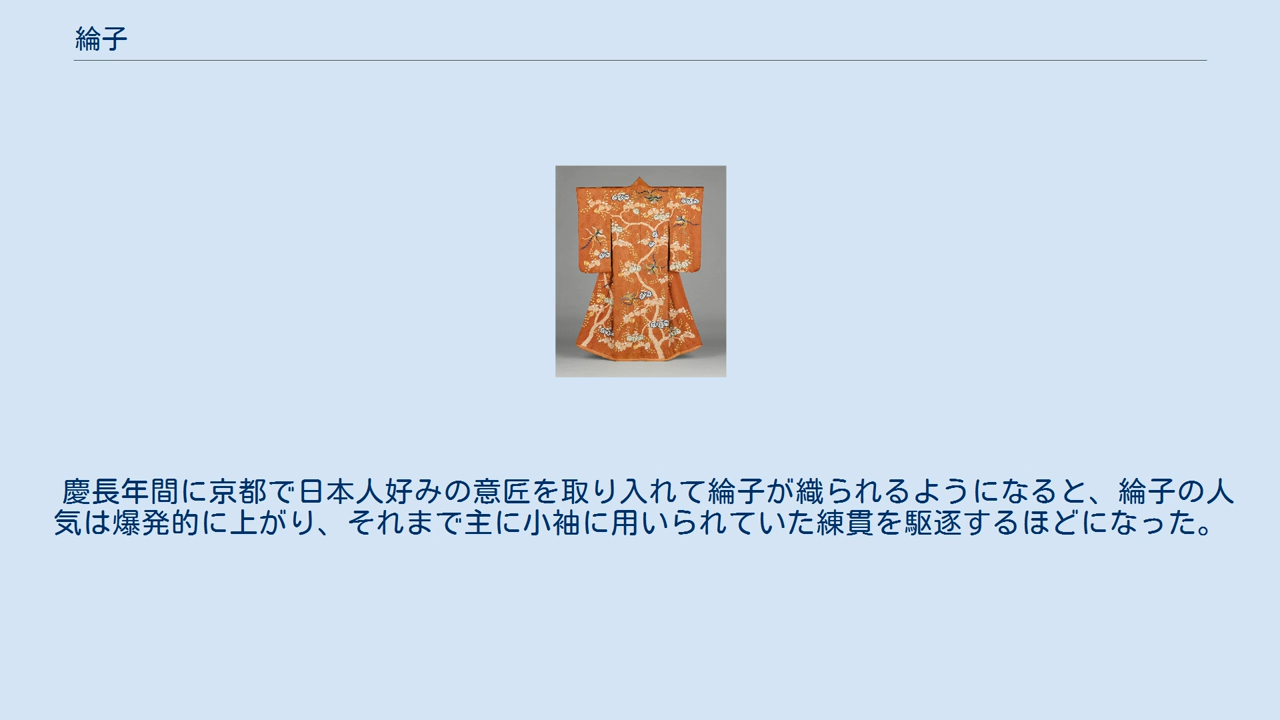 綸子
慶長年間に京都で日本人好みの意匠を取り入れて綸子が織られるようになると、綸子の人
気は爆発的に上がり、それまで主に小袖に用いられていた練貫を駆逐するほどになった。